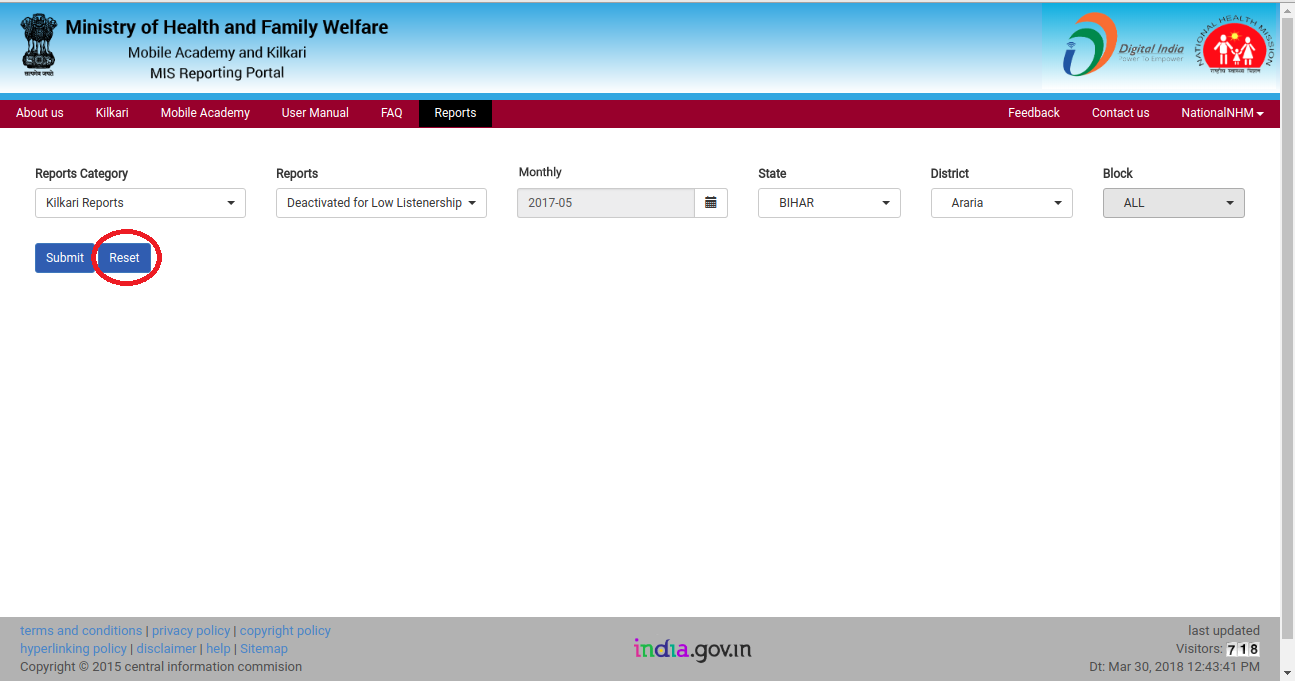 Ministry of Health and Family Welfare
Mobile Academy and Kilkari
MIS Reporting Portal
सत्यमेव जयते
Digital India
Power To Empower
NATIONAL HEALTH MISSION
राष्ट्रीय स्वास्थ्य मिशन
About us Kilkari Mobile Academy User Manual FAQ Reports Feedback Contact us NationalNHM
Reports Category Reports Monthly State District Block
Kilkari Reports Deactivated for Low Listenership 2017-05 BIHAR Araria ALL
Submit Reset
terms and conditions | privacy policy | copyright policy
hyperlinking policy | disclaimer | help | Sitemap
Copyright © 2015 central information commision
india.gov.in
last updated
Visitors: 718
Dt: Mar 30, 2018 12:43:41 PM